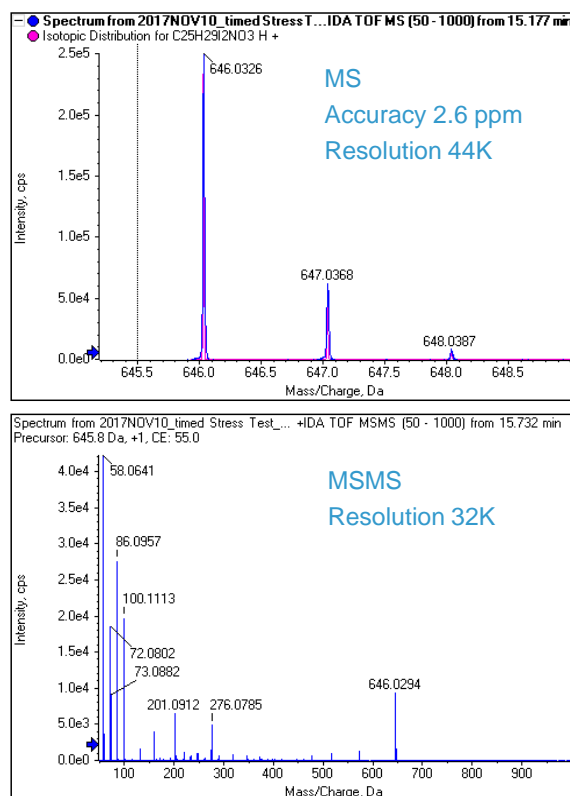 Spectrum from 2017NOV10_timed Stress T...IDA TOF MS (50 - 1000) from 15.177 min
Isotopic Distribution for C25H29I2NO3 H +
2.5e5
646.0326
MS
Accuracy 2.6 ppm
Resolution 44K
2.0e5
1.5e5
Intensity, cps
1.0e5
647.0368
5.0e4
648.0387
0.0e0
645.5 646.0 646.5 647.0 647.5 648.0 648.5
Mass/Charge, Da
Spectrum from 2017NOV10_timed Stress Test_... +IDA TOF MSMS (50 - 1000) from 15.732 min
Precursor: 645.8 Da, +1, CE: 55.0
4.0e4
58.0641
MSMS
Resolution 32K
3.0e4
86.0957
Intensity, cps
2.0e4
100.1113
72.0802
73.0882
1.0e4
201.0912
276.0785
646.0294
5.0e3
0.0e0
100 200 300 400 500 600 700 800 900
Mass/Charge, Da